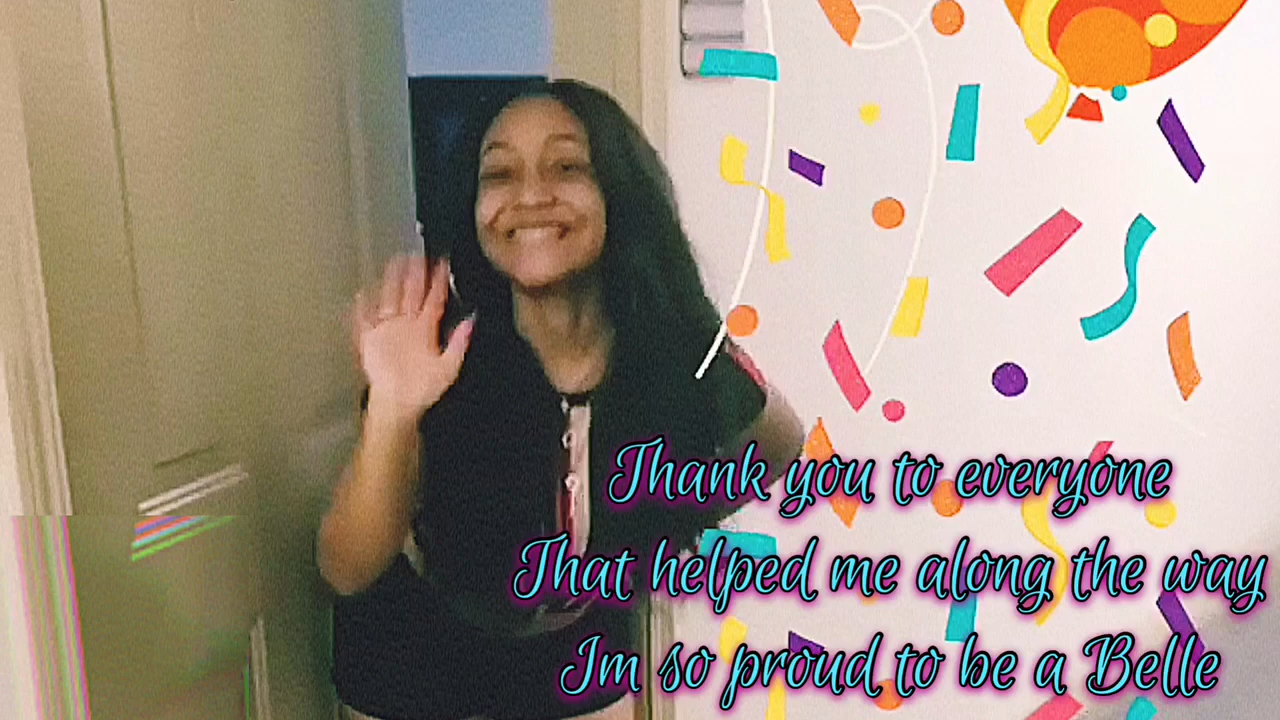 Thank you to everyone
That helped me along the way
Im so proud to be a Belle